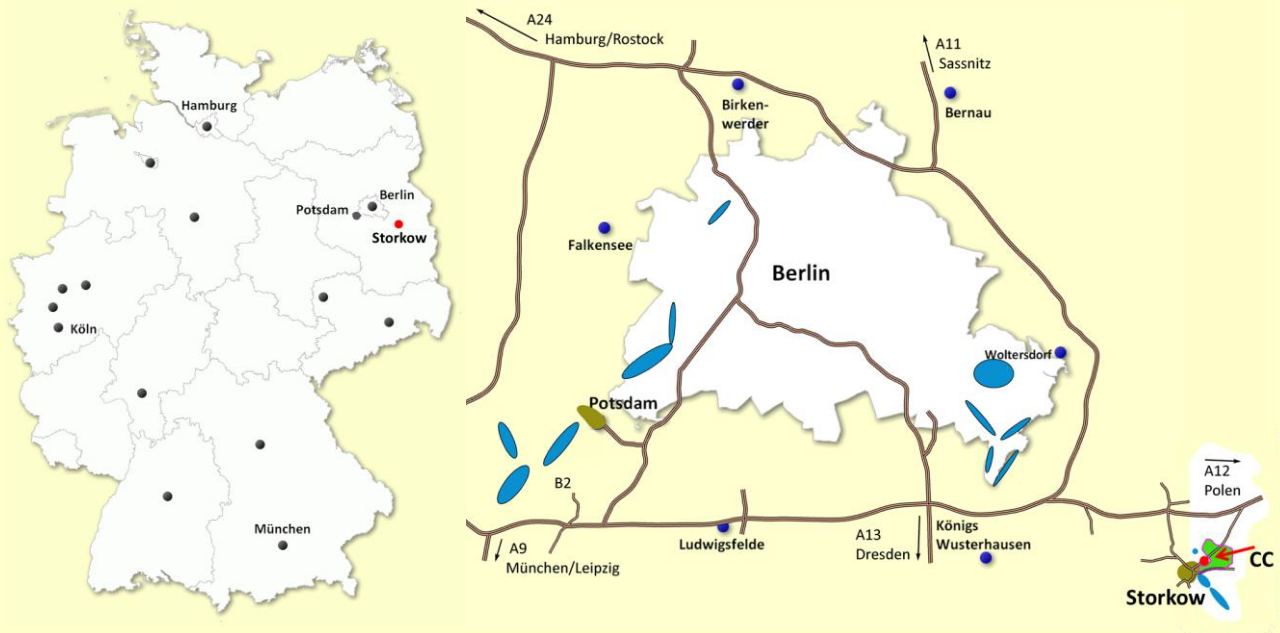 Hamburg
Berlin
Potsdam
Storkow
Köln
München
A24
Hamburg/Rostock
A11
Sassnitz
Birken-
werder
Bernau
Falkensee
Berlin
Woltersdorf
Potsdam
B2
A12
Polen
A9
München/Leipzig
Ludwigsfelde
A13
Dresden
Königs
Wusterhausen
CC
Storkow